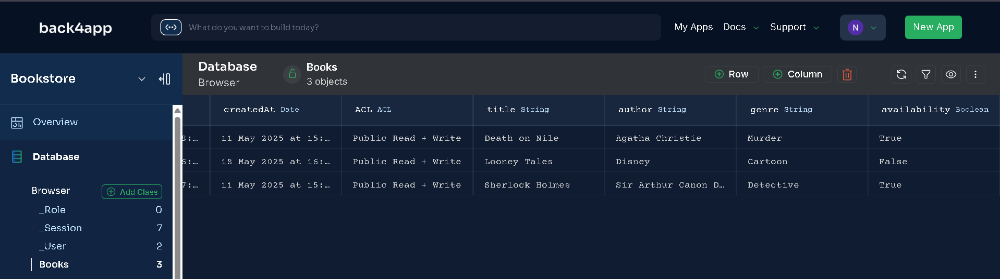 back4app
What do you want to build today?
My Apps Docs Support N New App
Bookstore
Overview
Database
Browser Add Class
_Role 0
_Session 7
_User 2
Books 3
Database
Browser
Books
3 objects
Row Column
createdAt Date ACL ACL title String author String genre String availability Boolean
8:… 11 May 2025 at 15:… Public Read + Write Death on Nile Agatha Christie Murder True
6:… 18 May 2025 at 16:… Public Read + Write Looney Tales Disney Cartoon False
7:… 11 May 2025 at 15:… Public Read + Write Sherlock Holmes Sir Arthur Canon D… Detective True